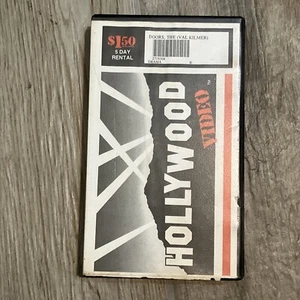 $1.50
5 DAY
RENTAL
DOORS, THE (VAL KILMER)
DRAMA R
HOLLYWOOD
VIDEO